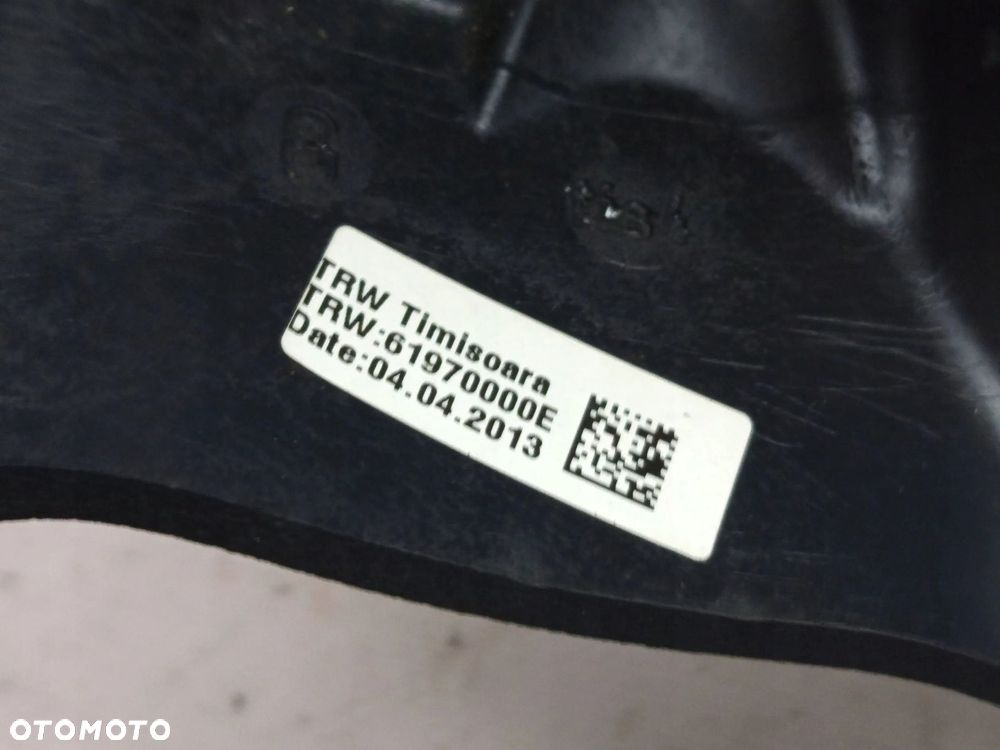 TRW Timisoara
TRW:61970000E
Date:04.04.2013
OTOMOTO